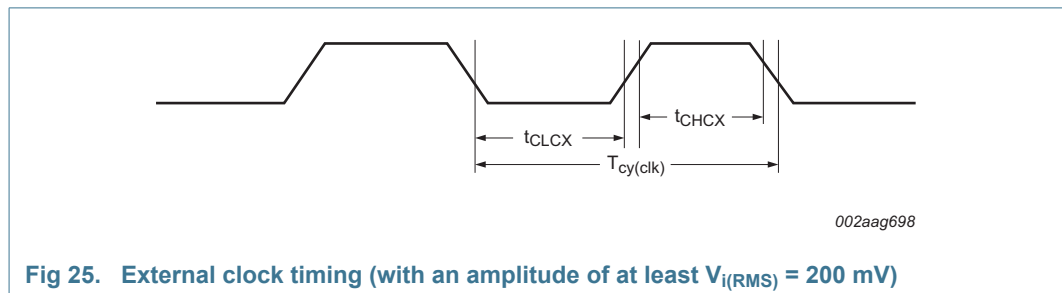 tCLCX
tCHCX
Tcy(clk)
002aag698
Fig 25. External clock timing (with an amplitude of at least Vi(RMS) = 200 mV)